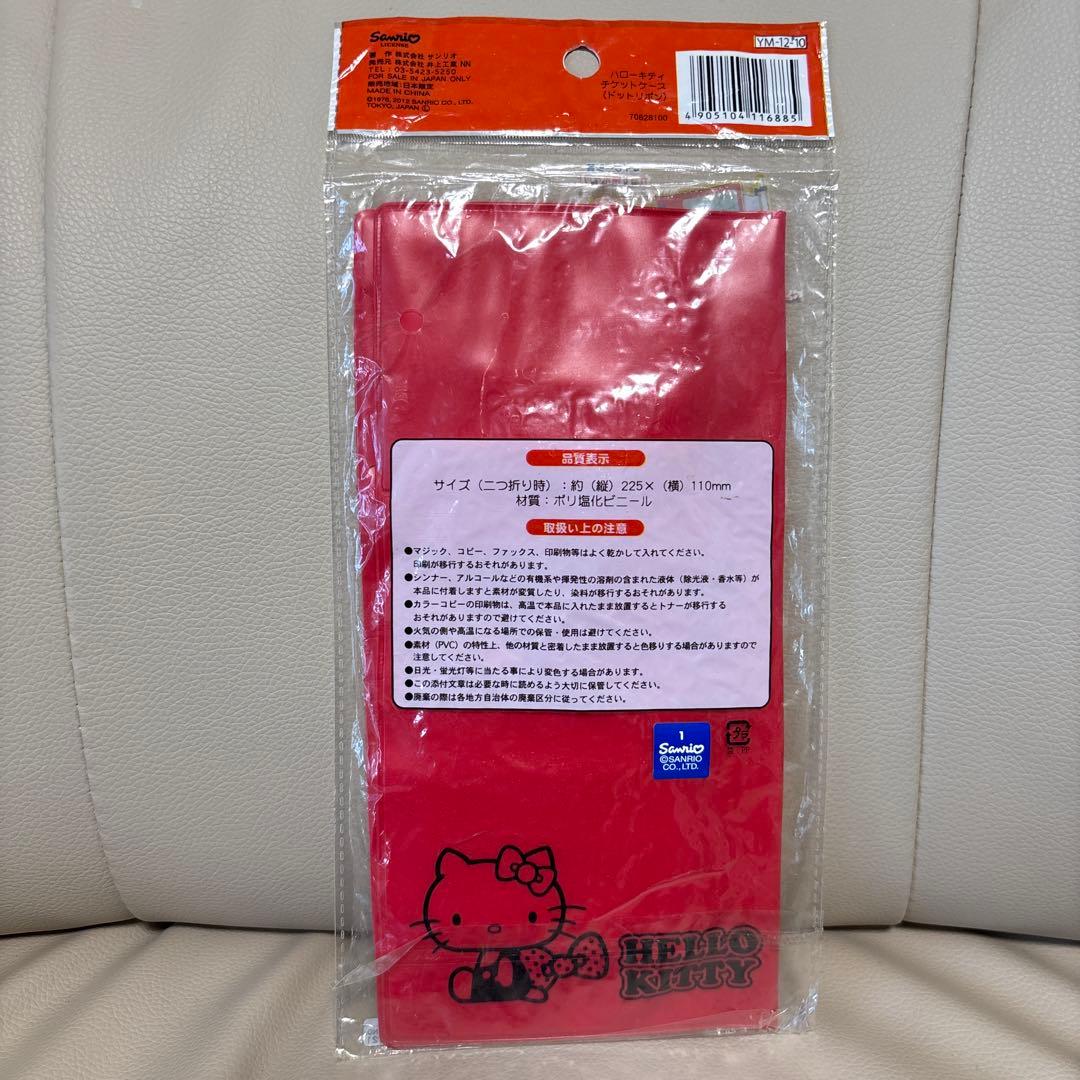 Sanrio
LICENSE
著 作 株式会社 サンリオ
発売元 株式会社 井上工業 NN
TEL：03-5423-5250
FOR SALE IN JAPAN ONLY
販売地域：日本限定
MADE IN CHINA
©1976, 2012 SANRIO CO., LTD.
TOKYO, JAPAN Ⓛ
ハローキティ
チケットケース
（ドットリボン）
70828100
YM-12-10
4 905104 116885
品質表示
サイズ（二つ折り時）：約（縦）225×（横）110mm
材質：ポリ塩化ビニール
取扱い上の注意
●マジック、コピー、ファックス、印刷物等はよく乾かして入れてください。
印刷が移行するおそれがあります。
●シンナー、アルコールなどの有機系や揮発性の溶剤の含まれた液体（除光液・香水等）が
本品に付着しますと素材が変質したり、染料が移行するおそれがあります。
●カラーコピーの印刷物は、高温で本品に入れたまま放置するとトナーが移行する
おそれがありますので避けてください。
●火気の側や高温になる場所での保管・使用は避けてください。
●素材（PVC）の特性上、他の材質と密着したまま放置すると色移りする場合がありますので
注意してください。
●日光・蛍光灯等に当たる事により変色する場合があります。
●この添付文章は必要な時に読めるよう大切に保管してください。
●廃棄の際は各地方自治体の廃棄区分に従ってください。
1
Sanrio
©SANRIO
CO., LTD.
プラ
袋：PP
HELLO
KITTY